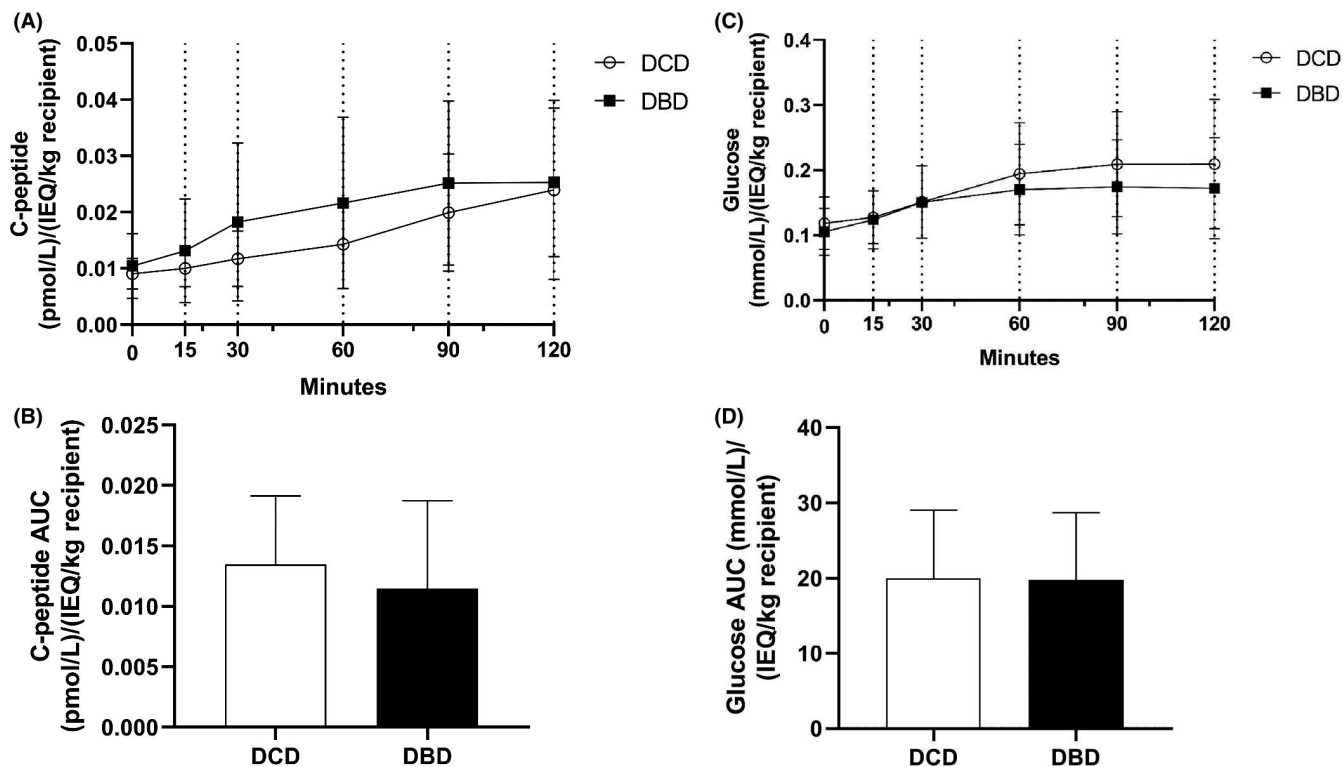 (A)
C-peptide
(pmol/L)/(IEQ/kg recipient)
0.05
0.04
0.03
0.02
0.01
0.00
0 15 30 60 90 120
Minutes
DCD
DBD
(C)
Glucose
(mmol/L)/(IEQ/kg recipient)
0.4
0.3
0.2
0.1
0.0
0 15 30 60 90 120
Minutes
DCD
DBD
(B)
C-peptide AUC
(pmol/L)/(IEQ/kg recipient)
0.025
0.020
0.015
0.010
0.005
0.000
DCD DBD
(D)
Glucose AUC (mmol/L)/
(IEQ/kg recipient)
40
30
20
10
0
DCD DBD